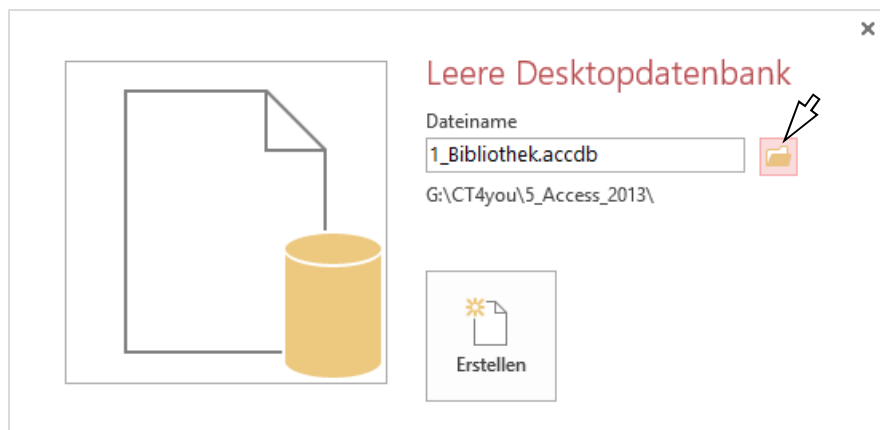 Leere Desktopdatenbank
Dateiname
1_Bibliothek.accdb
G:\CT4you\5_Access_2013\
Erstellen